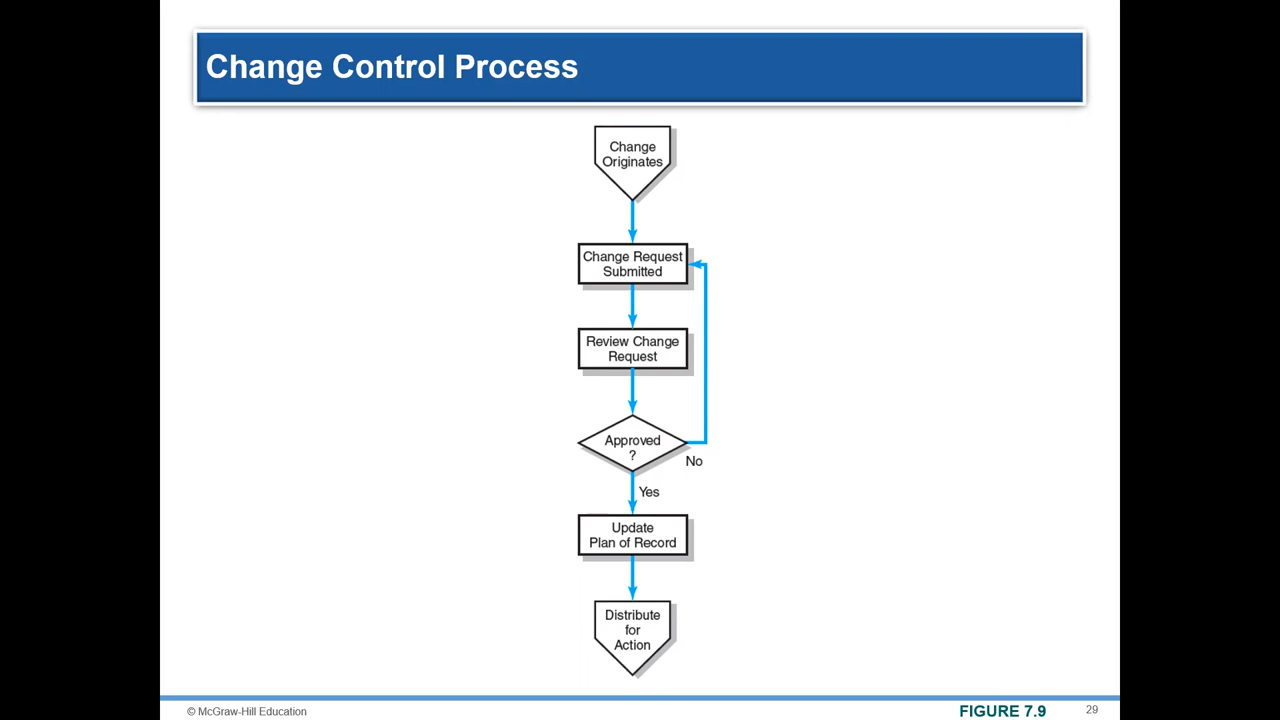 Change Control Process
Change
Originates
Change Request
Submitted
Review Change
Request
Approved
?
No
Yes
Update
Plan of Record
Distribute
for
Action
© McGraw-Hill Education
FIGURE 7.9
29